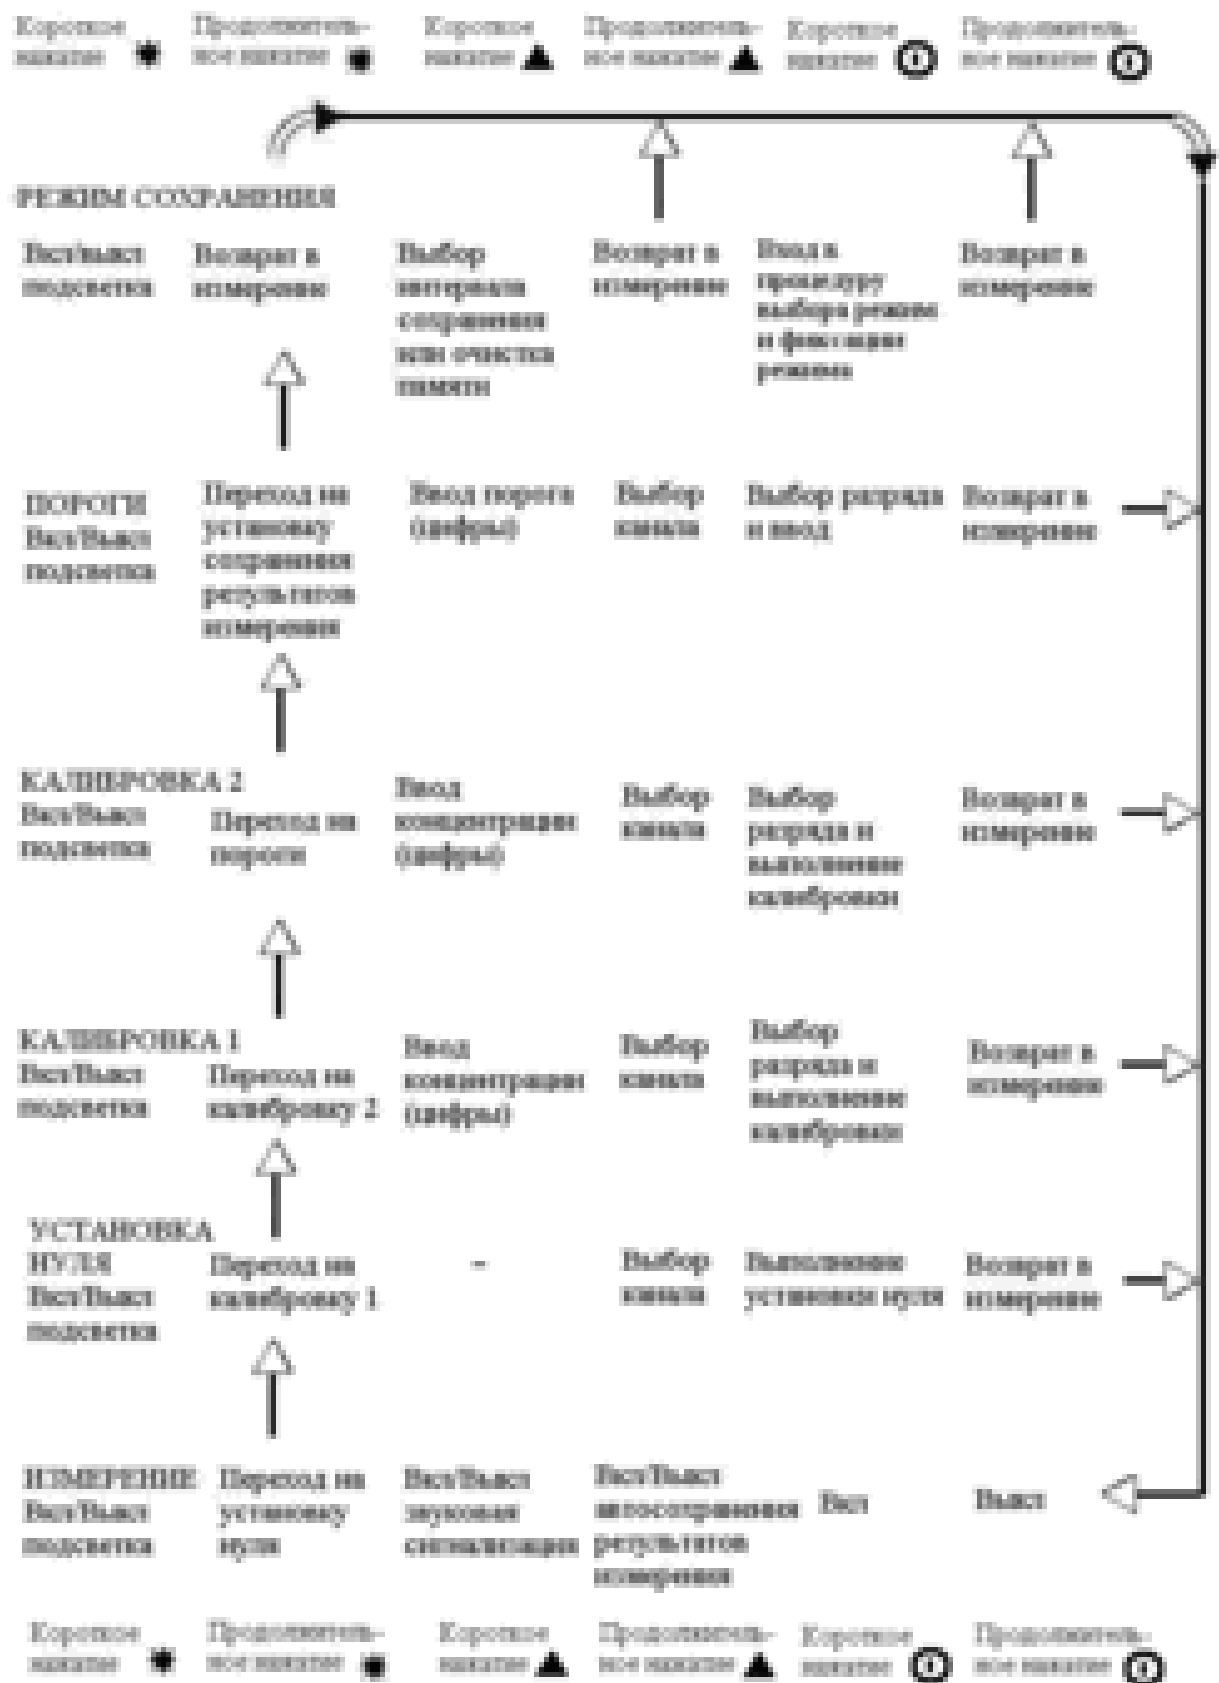 Короткое нажатие
Продолжитель-
ное нажатие
Короткое нажатие
Продолжитель-
ное нажатие
Короткое нажатие
Продолжитель-
ное нажатие
РЕЖИМ СОХРАНЕНИЯ
Вкл/выкл
подсветка
Возврат в
измерение
Выбор
интервала
сохранения
или очистка
памяти
Возврат в
измерение
Вход в
процедуру
выбора режима
и фиксация
режима
Возврат в
измерение
ПОРОГИ
Вкл/Выкл
подсветка
Переход на
установку
сохранения
результатов
измерения
Ввод порога
(цифры)
Выбор
канала
Выбор разряда
и ввод
Возврат в
измерение
КАЛИБРОВКА 2
Вкл/Выкл
подсветка
Переход на
пороги
Ввод
концентрации
(цифры)
Выбор
канала
Выбор
разряда и
выполнение
калибровки
Возврат в
измерение
КАЛИБРОВКА 1
Вкл/Выкл
подсветка
Переход на
калибровку 2
Ввод
концентрации
(цифры)
Выбор
канала
Выбор
разряда и
выполнение
калибровки
Возврат в
измерение
УСТАНОВКА
НУЛЯ
Вкл/Выкл
подсветка
Переход на
калибровку 1
-
Выбор
канала
Выполнение
установки нуля
Возврат в
измерение
ИЗМЕРЕНИЕ
Вкл/Выкл
подсветка
Переход на
установку
нуля
Вкл/Выкл
звуковая
сигнализация
Вкл/Выкл
автосохранения
результатов
измерения
Вкл
Выкл
Короткое
нажатие
Продолжитель-
ное нажатие
Короткое
нажатие
Продолжитель-
ное нажатие
Короткое
нажатие
Продолжитель-
ное нажатие